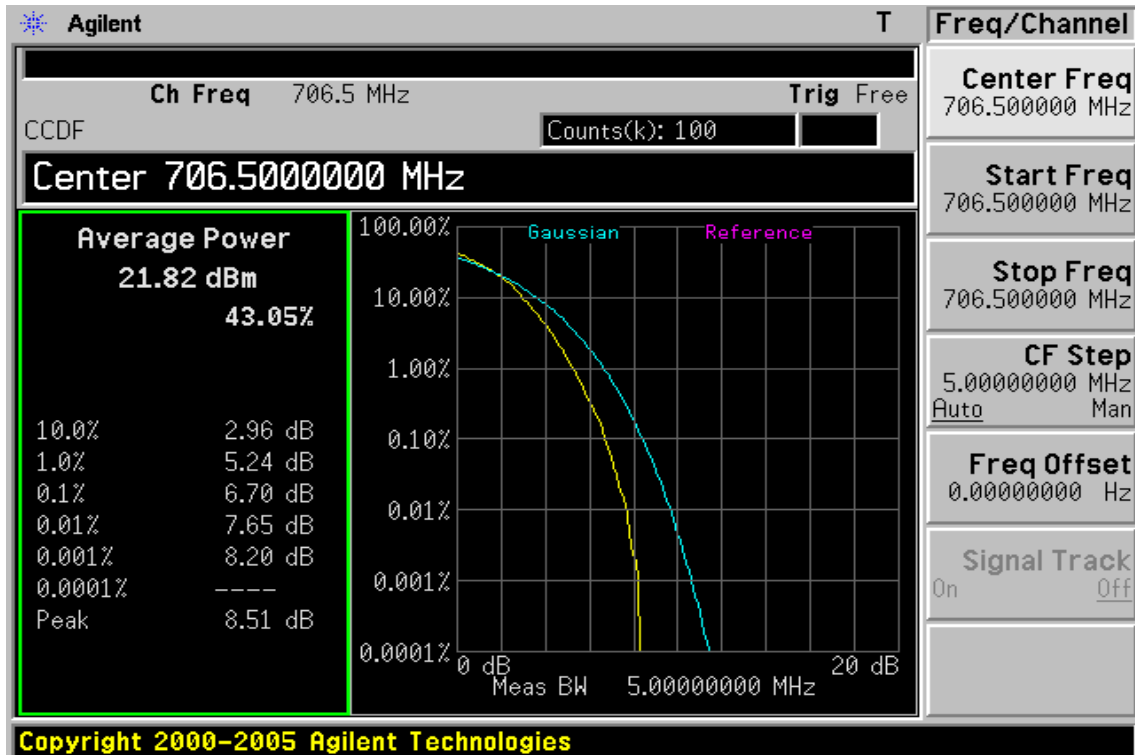 Agilent T Freq/Channel
Ch Freq 706.5 MHz Trig Free
CCDF Counts(k): 100
Center 706.500000 MHz
Average Power
21.82 dBm
43.05%
10.0% 2.96 dB
1.0% 5.24 dB
0.1% 6.70 dB
0.01% 7.65 dB
0.001% 8.20 dB
0.0001% ----
Peak 8.51 dB
Gaussian Reference
100.00%
10.00%
1.00%
0.10%
0.01%
0.001%
0.0001%
0 dB 20 dB
Meas BW 5.00000000 MHz
Center Freq
706.500000 MHz
Start Freq
706.500000 MHz
Stop Freq
706.500000 MHz
CF Step
5.00000000 MHz
Auto Man
Freq Offset
0.00000000 Hz
Signal Track
On Off
Copyright 2000-2005 Agilent Technologies